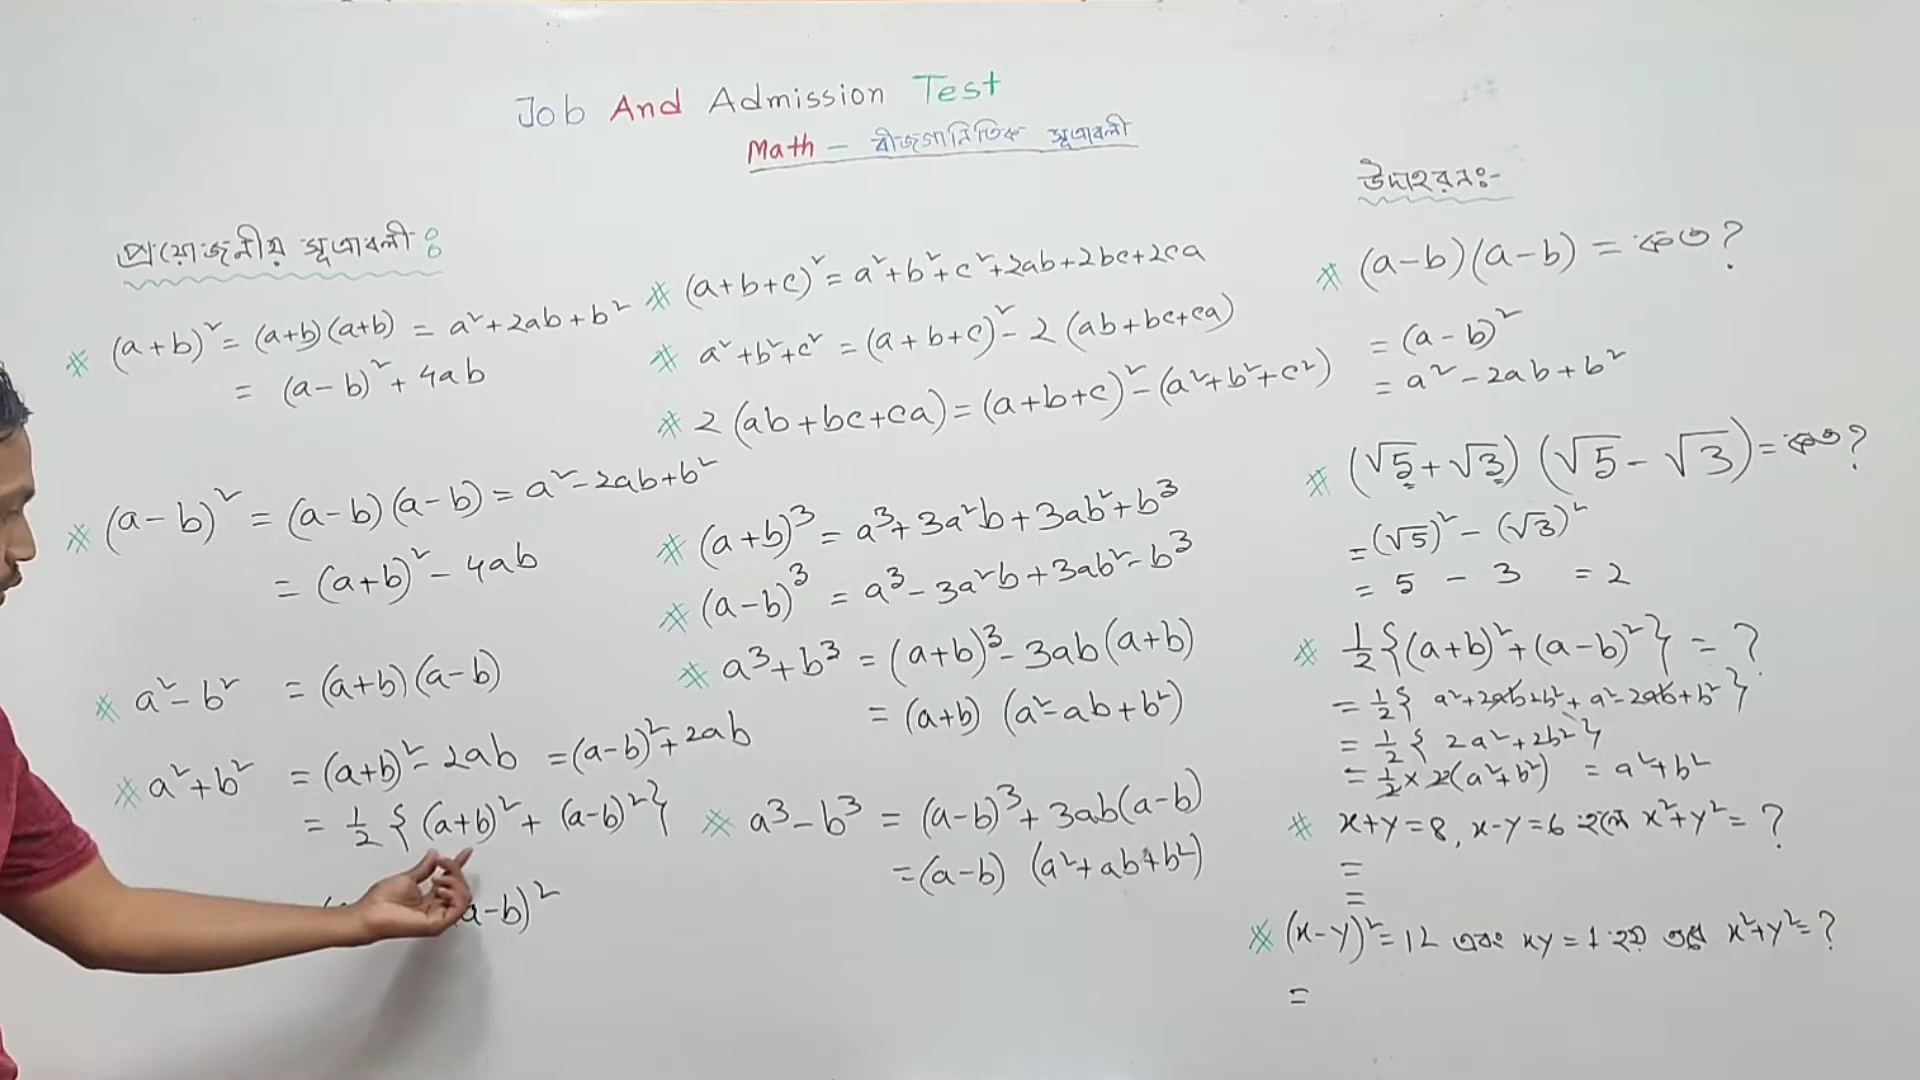 Job And Admission Test
Math – বীজগানিতিক সূত্রাবলী
প্রয়োজনীয় সূত্রাবলী :
* (a+b)² = (a+b)(a+b) = a²+2ab+b²
= (a-b)²+4ab
* (a-b)² = (a-b)(a-b) = a²-2ab+b²
= (a+b)²-4ab
* a²-b² = (a+b)(a-b)
* a²+b² = (a+b)²-2ab = (a-b)²+2ab
= ½{(a+b)²+(a-b)²}
a-b)²
* (a+b+c)² = a²+b²+c²+2ab+2bc+2ca
* a²+b²+c² = (a+b+c)²-2(ab+bc+ca)
* 2(ab+bc+ca) = (a+b+c)²-(a²+b²+c²)
* (a+b)³ = a³+3a²b+3ab²+b³
* (a-b)³ = a³-3a²b+3ab²-b³
* a³+b³ = (a+b)³-3ab(a+b)
= (a+b) (a²-ab+b²)
* a³-b³ = (a-b)³+3ab(a-b)
= (a-b) (a²+ab+b²)
উদাহরনঃ-
* (a-b)(a-b) = কত?
= (a-b)²
= a²-2ab+b²
* (√5+√3) (√5-√3) = কত?
= (√5)² - (√3)²
= 5 - 3 = 2
* ½{(a+b)²+(a-b)²} = ?
= ½{a²+2ab+b²+a²-2ab+b²}
= ½{2a²+2b²}
= ½×2(a²+b²) = a²+b²
* x+y=8, x-y=6 হলে x²+y²= ?
=
=
* (x-y)²=12 এবং xy=1 হয় x²+y²=?
=